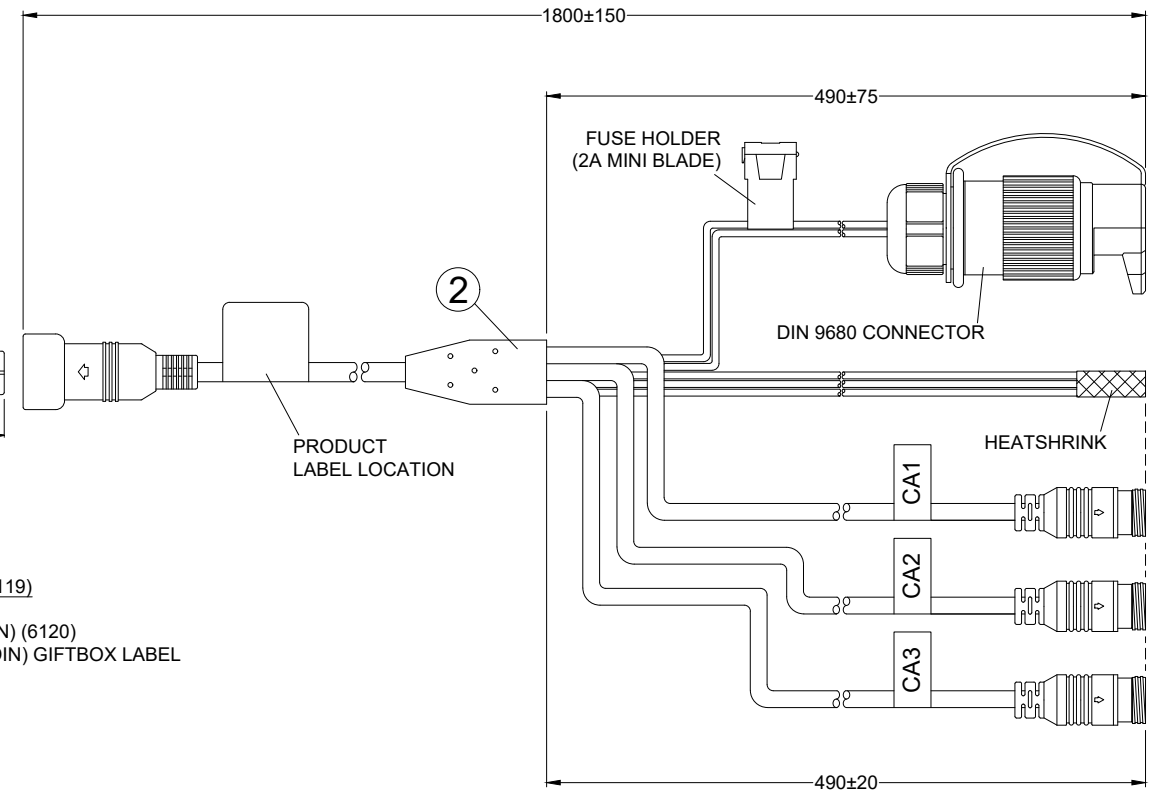 1800±150
490±75
FUSE HOLDER
(2A MINI BLADE)
2
DIN 9680 CONNECTOR
PRODUCT
LABEL LOCATION
HEATSHRINK
CA1
CA2
CA3
119)
N) (6120)
DIN) GIFTBOX LABEL
490±20